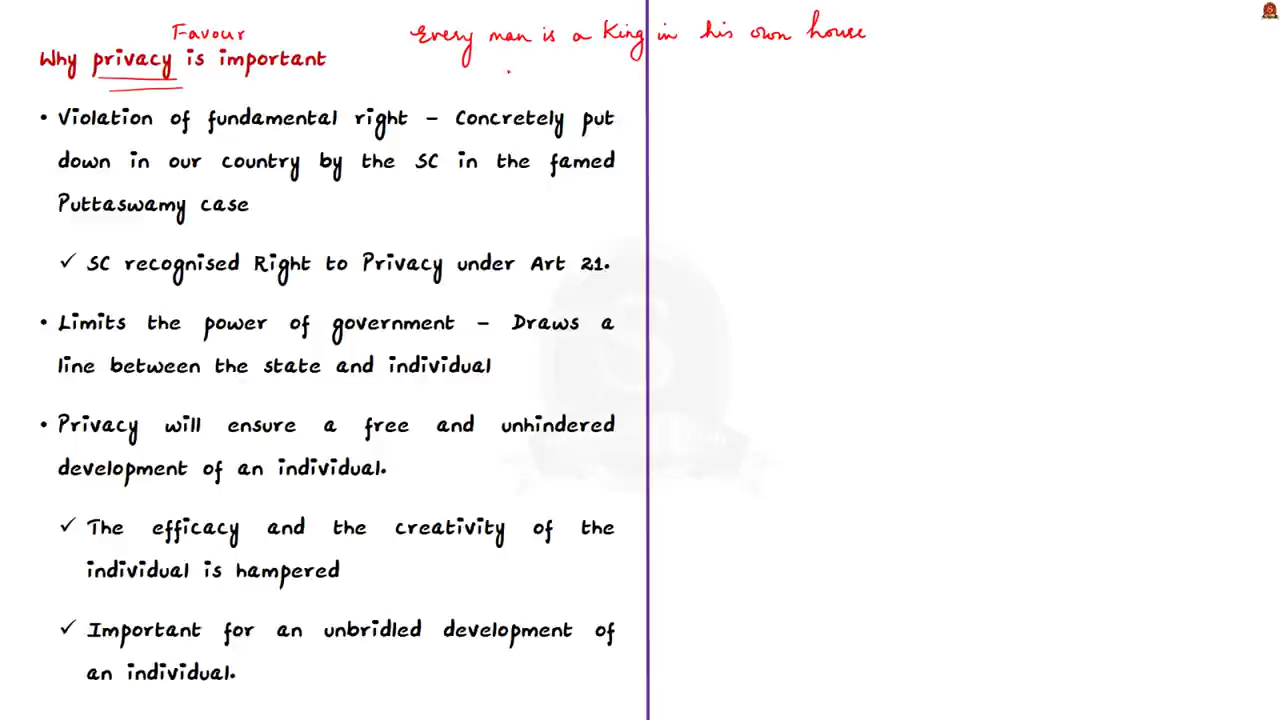 Favour
Every man is a King in his own house
Why privacy is important
• Violation of fundamental right – Concretely put
down in our country by the SC in the famed
Puttaswamy case
✓ SC recognised Right to Privacy under Art 21.
• Limits the power of government – Draws a
line between the state and individual
• Privacy will ensure a free and unhindered
development of an individual.
✓ The efficacy and the creativity of the
individual is hampered
✓ Important for an unbridled development of
an individual.